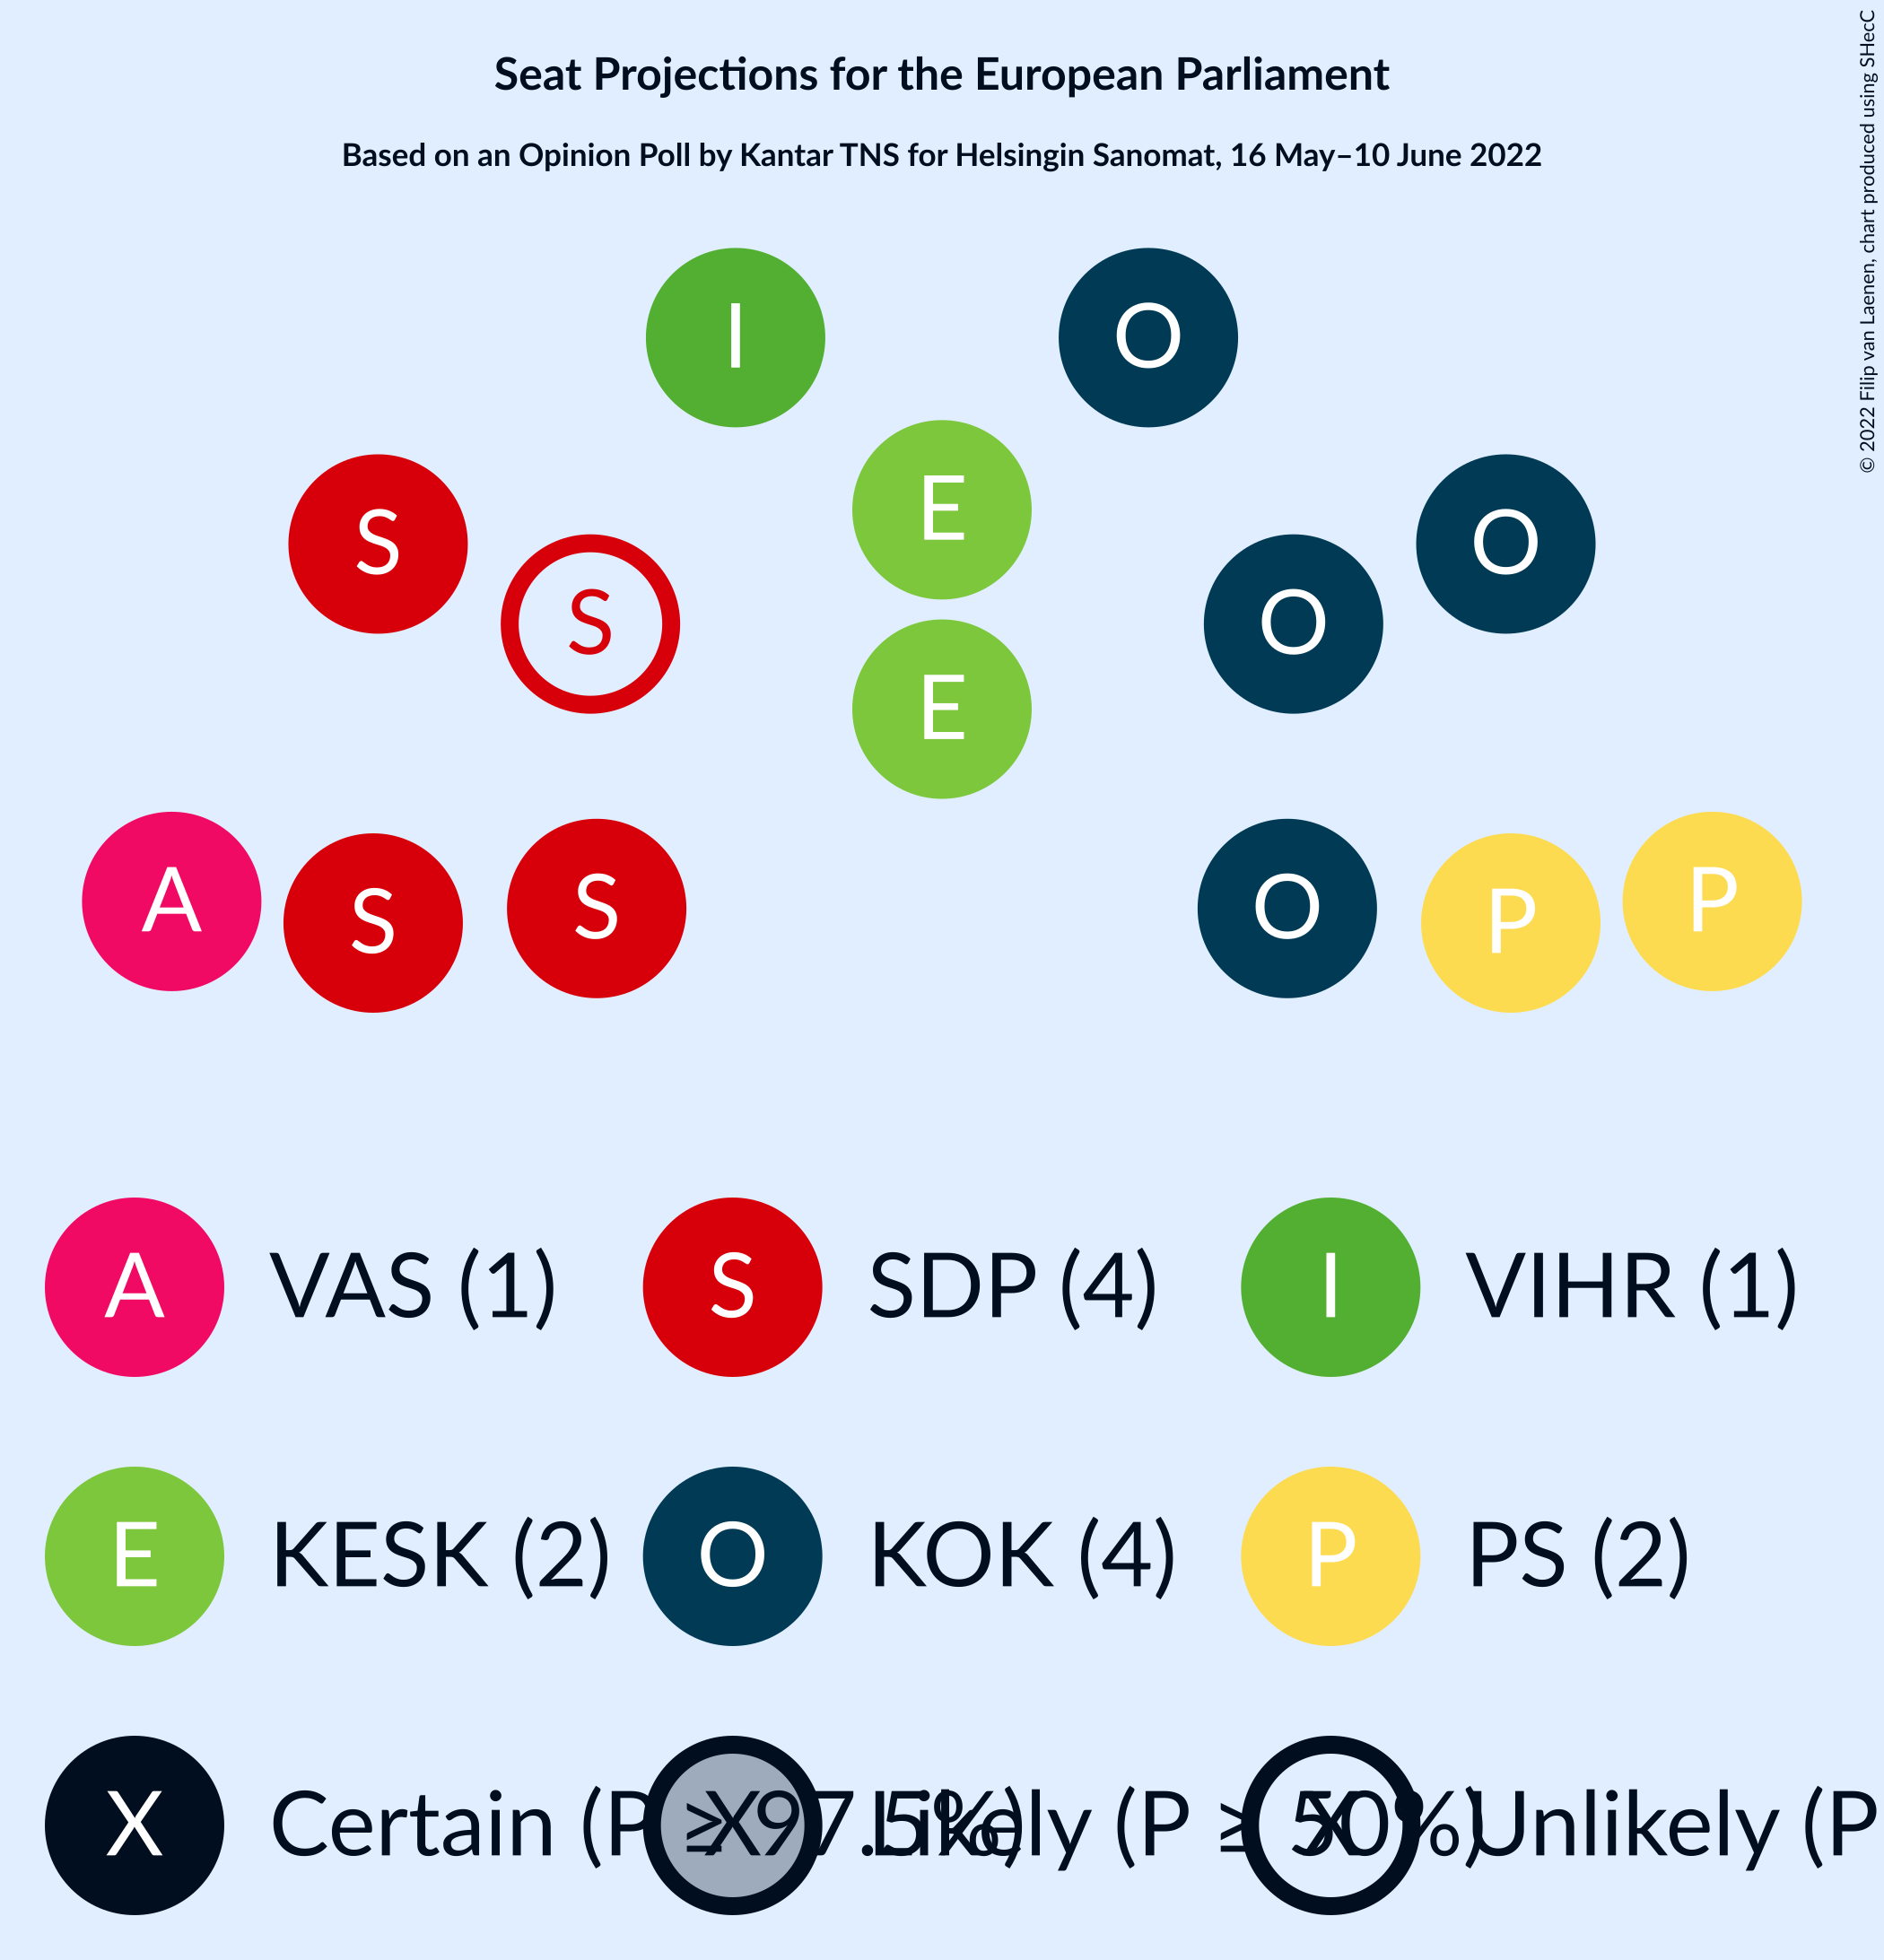 Seat Projections for the European Parliament
Based on an Opinion Poll by Kantar TNS for Helsingin Sanomat, 16 May–10 June 2022
© 2022 Filip van Laenen, chart produced using SHecC
I O
E
S O
S O
E
A P
S S O P
A VAS (1) S SDP (4) I VIHR (1)
E KESK (2) O KOK (4) P PS (2)
X Certain (P ≥ 97.5%) X Likely (P ≥ 50%) X Unlikely (P